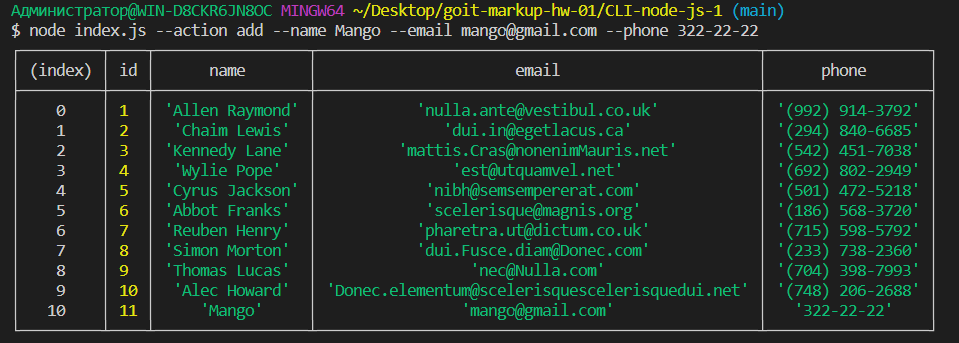 Администратор@WIN-D8CKR6JN8OC MINGW64 ~/Desktop/goit-markup-hw-01/CLI-node-js-1 (main)
$ node index.js --action add --name Mango --email mango@gmail.com --phone 322-22-22
(index) id name email phone
0 1 'Allen Raymond' 'nulla.ante@vestibul.co.uk' '(992) 914-3792'
1 2 'Chaim Lewis' 'dui.in@egetlacus.ca' '(294) 840-6685'
2 3 'Kennedy Lane' 'mattis.Cras@nonenimMauris.net' '(542) 451-7038'
3 4 'Wylie Pope' 'est@utquamvel.net' '(692) 802-2949'
4 5 'Cyrus Jackson' 'nibh@semsempererat.com' '(501) 472-5218'
5 6 'Abbot Franks' 'scelerisque@magnis.org' '(186) 568-3720'
6 7 'Reuben Henry' 'pharetra.ut@dictum.co.uk' '(715) 598-5792'
7 8 'Simon Morton' 'dui.Fusce.diam@Donec.com' '(233) 738-2360'
8 9 'Thomas Lucas' 'nec@Nulla.com' '(704) 398-7993'
9 10 'Alec Howard' 'Donec.elementum@scelerisquescelerisquedui.net' '(748) 206-2688'
10 11 'Mango' 'mango@gmail.com' '322-22-22'